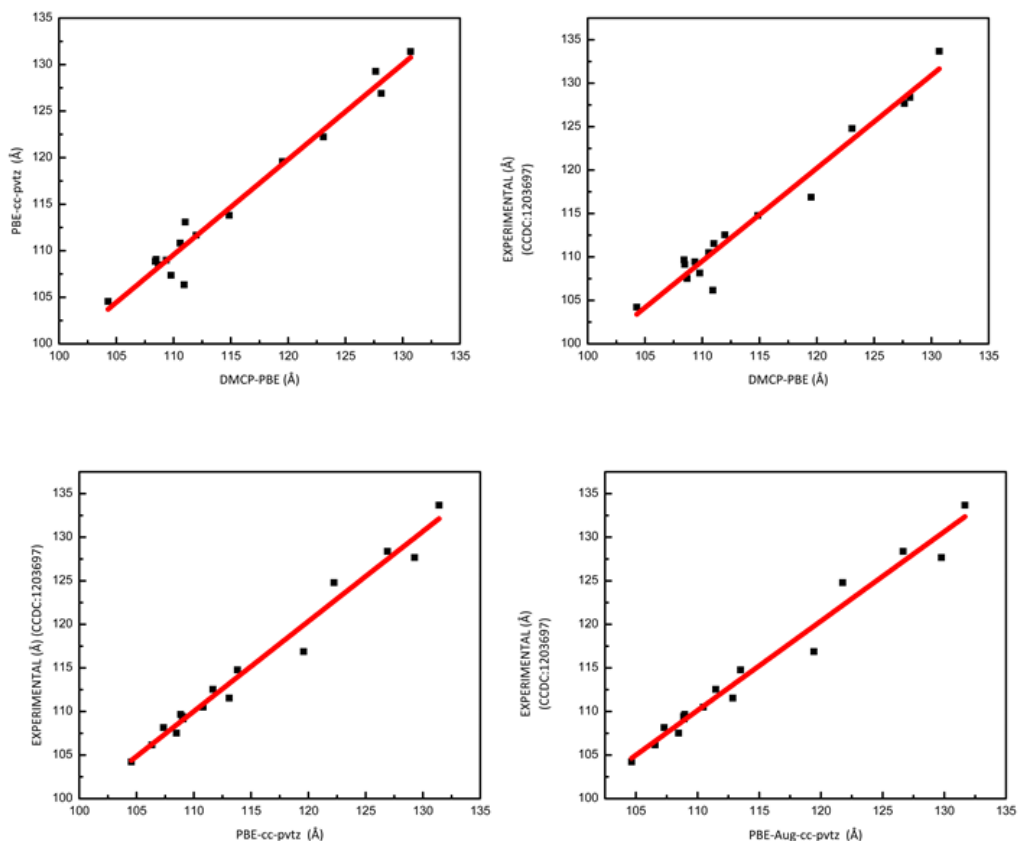 135
130
125
120
115
110
105
100
PBE-cc-pvtz (Å)
100 105 110 115 120 125 130 135
DMCP-PBE (Å)
135
130
125
120
115
110
105
100
EXPERIMENTAL (Å)
(CCDC:1203697)
100 105 110 115 120 125 130 135
DMCP-PBE (Å)
135
130
125
120
115
110
105
100
EXPERIMENTAL (Å) (CCDC:1203697)
100 105 110 115 120 125 130 135
PBE-cc-pvtz (Å)
135
130
125
120
115
110
105
100
EXPERIMENTAL (Å)
(CCDC:1203697)
105 110 115 120 125 130 135
PBE-Aug-cc-pvtz (Å)